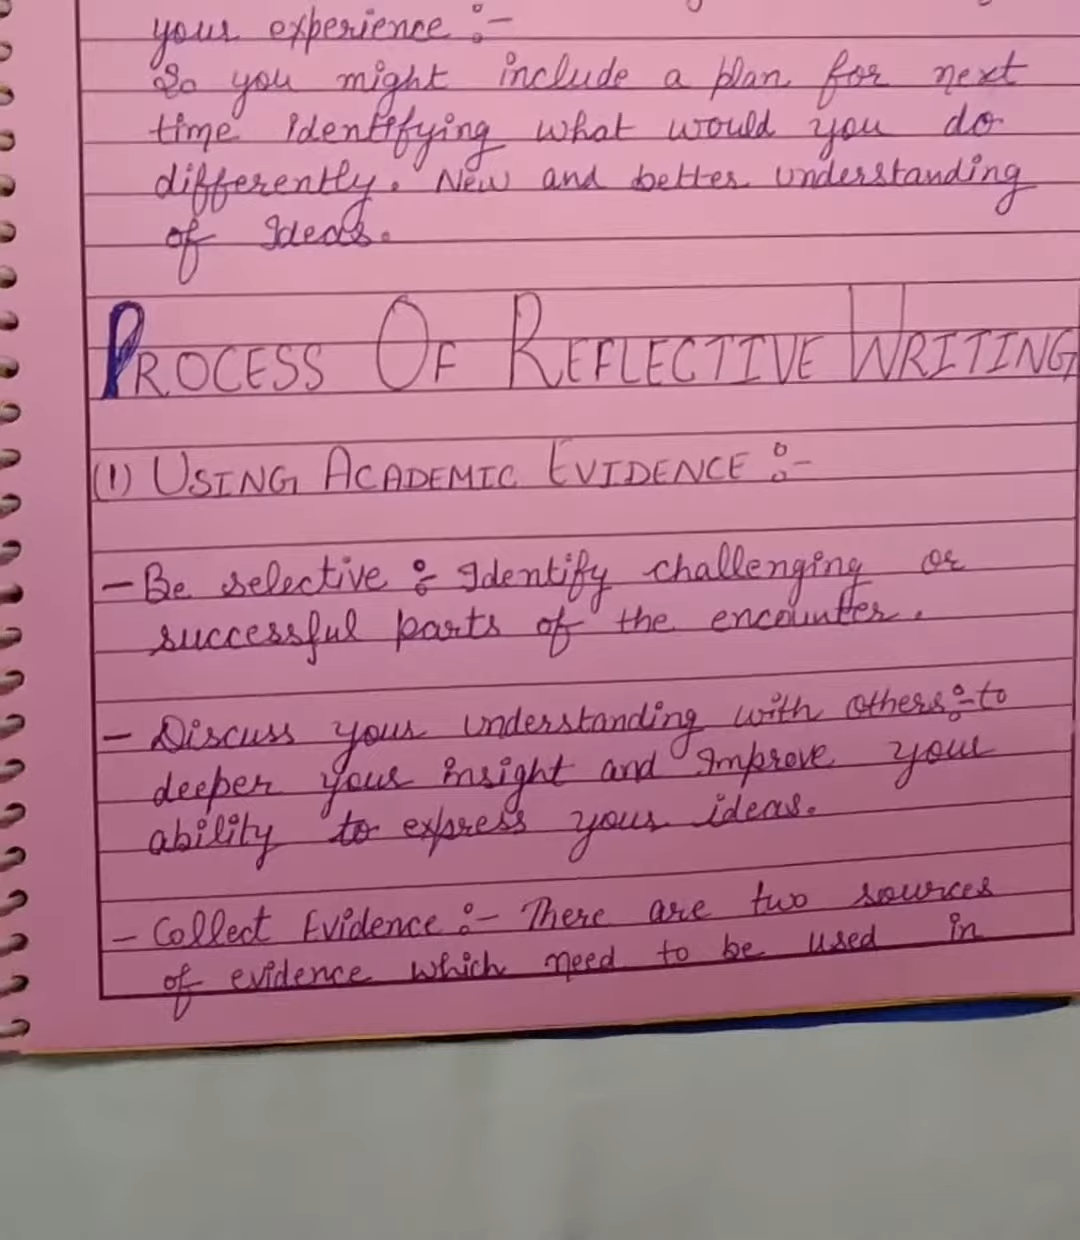 your experience :-
So you might include a plan for next
time identifying what would you do
differently. New and better understanding
of Ideas.
PROCESS OF REFLECTIVE WRITING
(1) USING ACADEMIC EVIDENCE :-
- Be selective :- Identify challenging or
successful parts of the encounter.
- Discuss your understanding with others :- to
deeper your insight and Improve your
ability to express your ideas.
- Collect Evidence :- There are two sources
of evidence which need to be used in